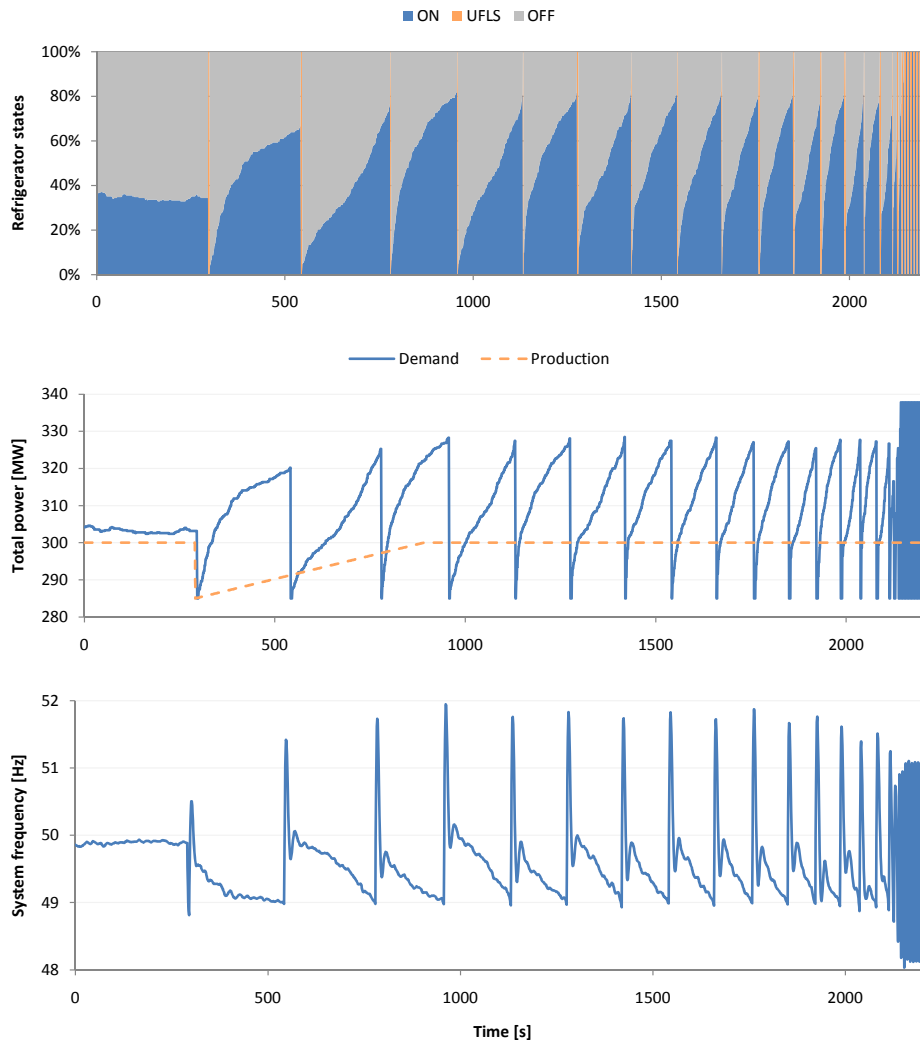 ON UFLS OFF
Refrigerator states
100%
80%
60%
40%
20%
0%
0 500 1000 1500 2000
Demand Production
Total power [MW]
340
330
320
310
300
290
280
0 500 1000 1500 2000
System frequency [Hz]
52
51
50
49
48
0 500 1000 1500 2000
Time [s]